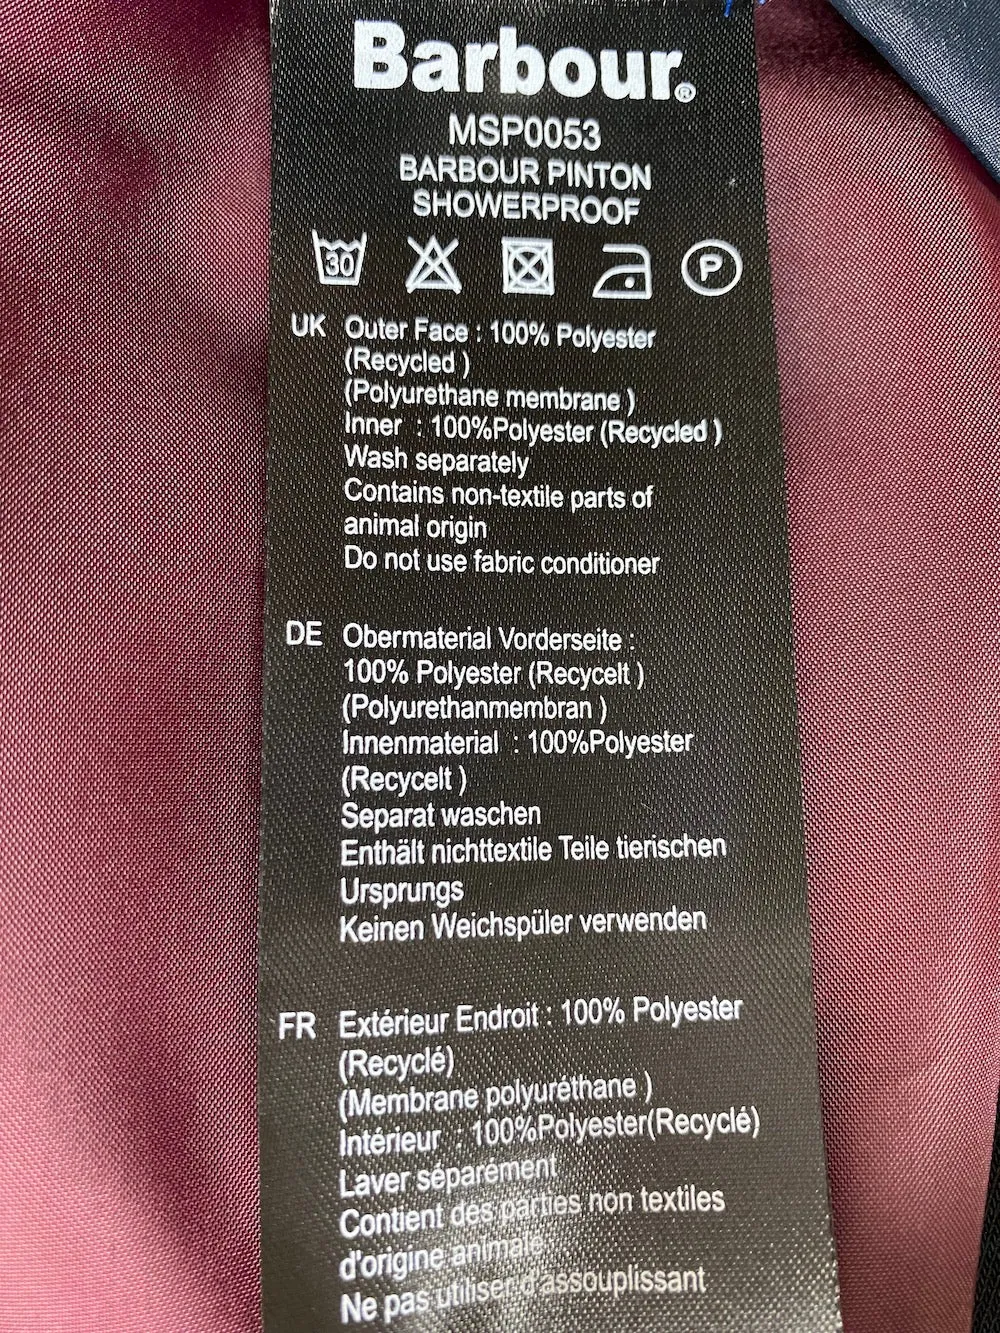 Barbour®
MSP0053
BARBOUR PINTON
SHOWERPROOF
30 P
UK Outer Face : 100% Polyester
(Recycled )
(Polyurethane membrane )
Inner : 100%Polyester (Recycled )
Wash separately
Contains non-textile parts of
animal origin
Do not use fabric conditioner
DE Obermaterial Vorderseite :
100% Polyester (Recycelt )
(Polyurethanmembran )
Innenmaterial : 100%Polyester
(Recycelt )
Separat waschen
Enthält nichttextile Teile tierischen
Ursprungs
Keinen Weichspüler verwenden
FR Extérieur Endroit : 100% Polyester
(Recyclé)
(Membrane polyuréthane )
Intérieur : 100%Polyester(Recyclé)
Laver séparément
Contient des parties non textiles
d'origine animale
Ne pas utiliser d'assouplissant